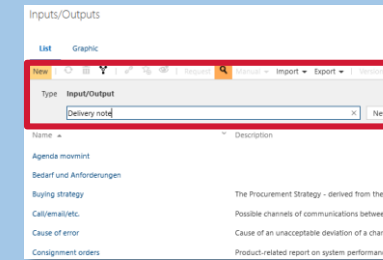 Inputs/Outputs
List Graphic
New Request Manual Import Export Version
Type Input/Output
Delivery note × Ne
Name Description
Agenda movmint
Bedarf und Anforderungen
Buying strategy The Procurement Strategy - derived from the
Call/email/etc. Possible channels of communications betwee
Cause of error Cause of an unacceptable deviation of a char
Consignment orders Product-related report on system performanc